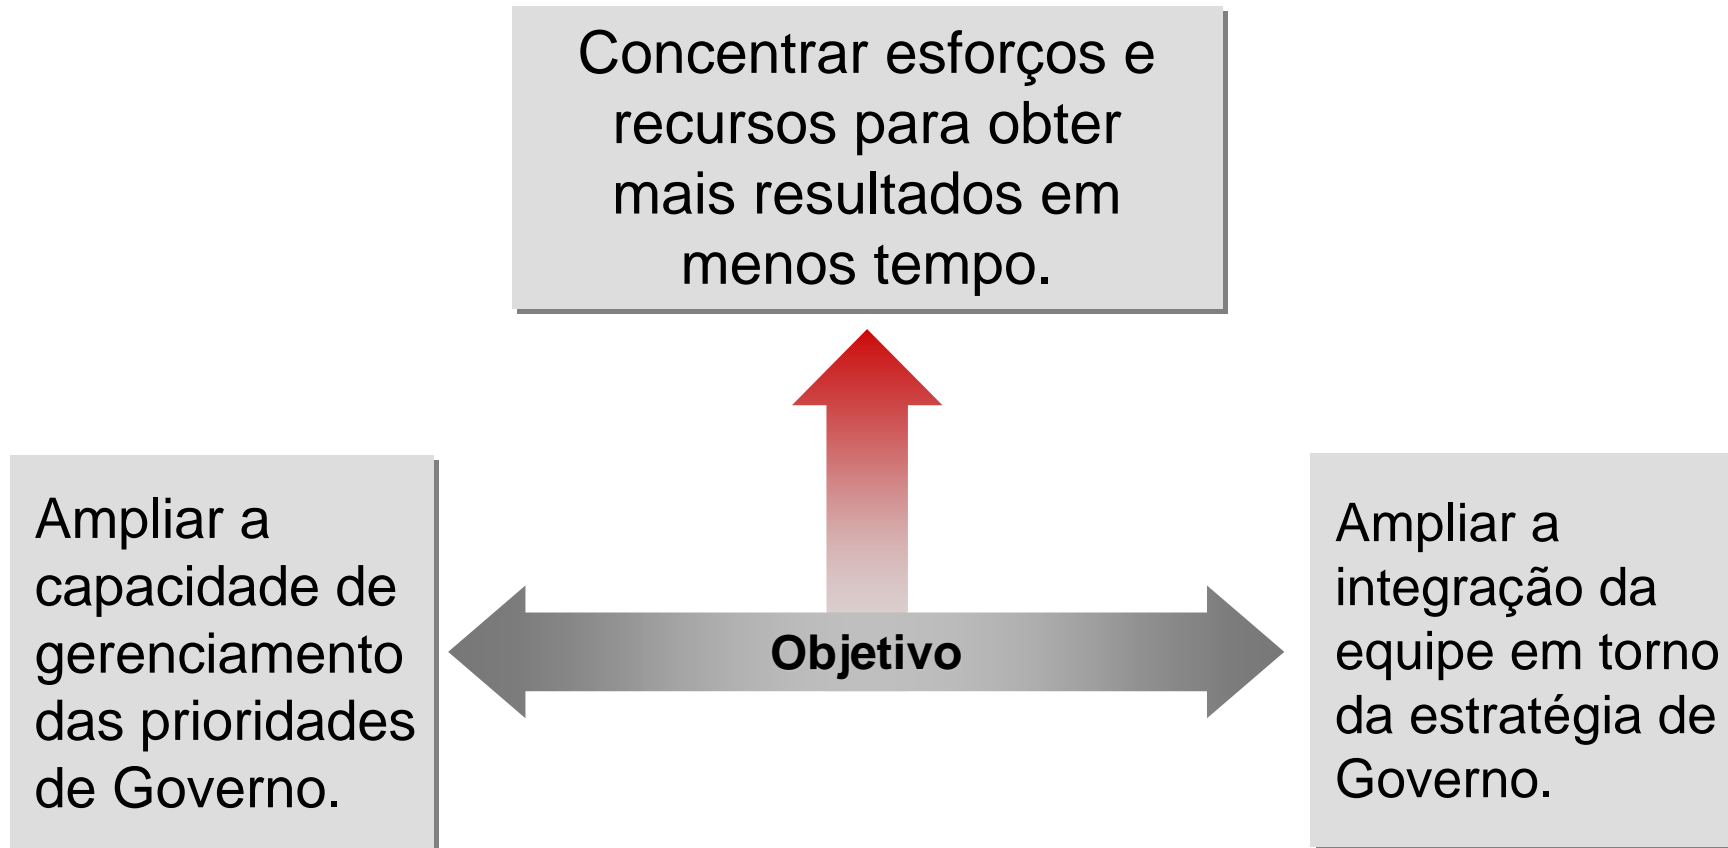 Concentrar esforços e
recursos para obter
mais resultados em
menos tempo.
Ampliar a
capacidade de
gerenciamento
das prioridades
de Governo.
Objetivo
Ampliar a
integração da
equipe em torno
da estratégia de
Governo.